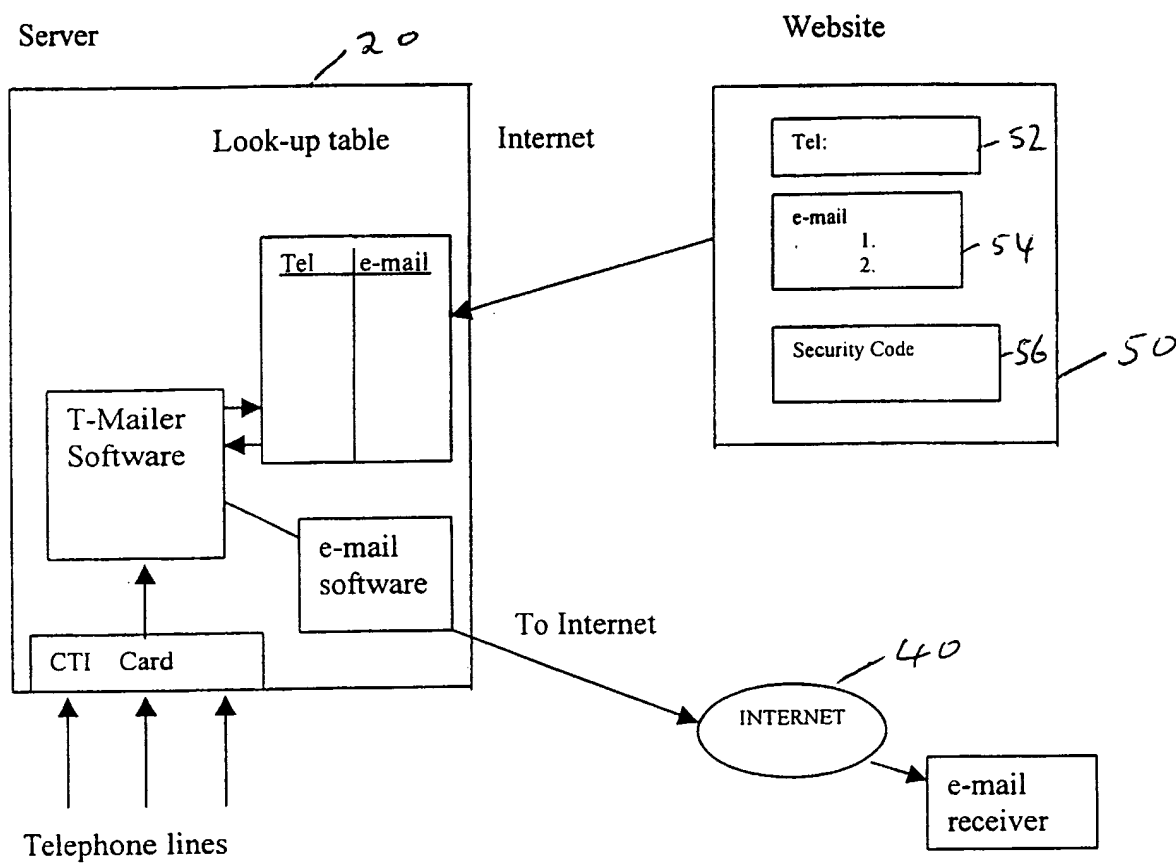 Server
20
Website
Look-up table
Internet
Tel:
52
e-mail
1.
2.
54
Tel e-mail
Security Code
56
50
T-Mailer
Software
e-mail
software
To Internet
CTI Card
40
INTERNET
e-mail
receiver
Telephone lines